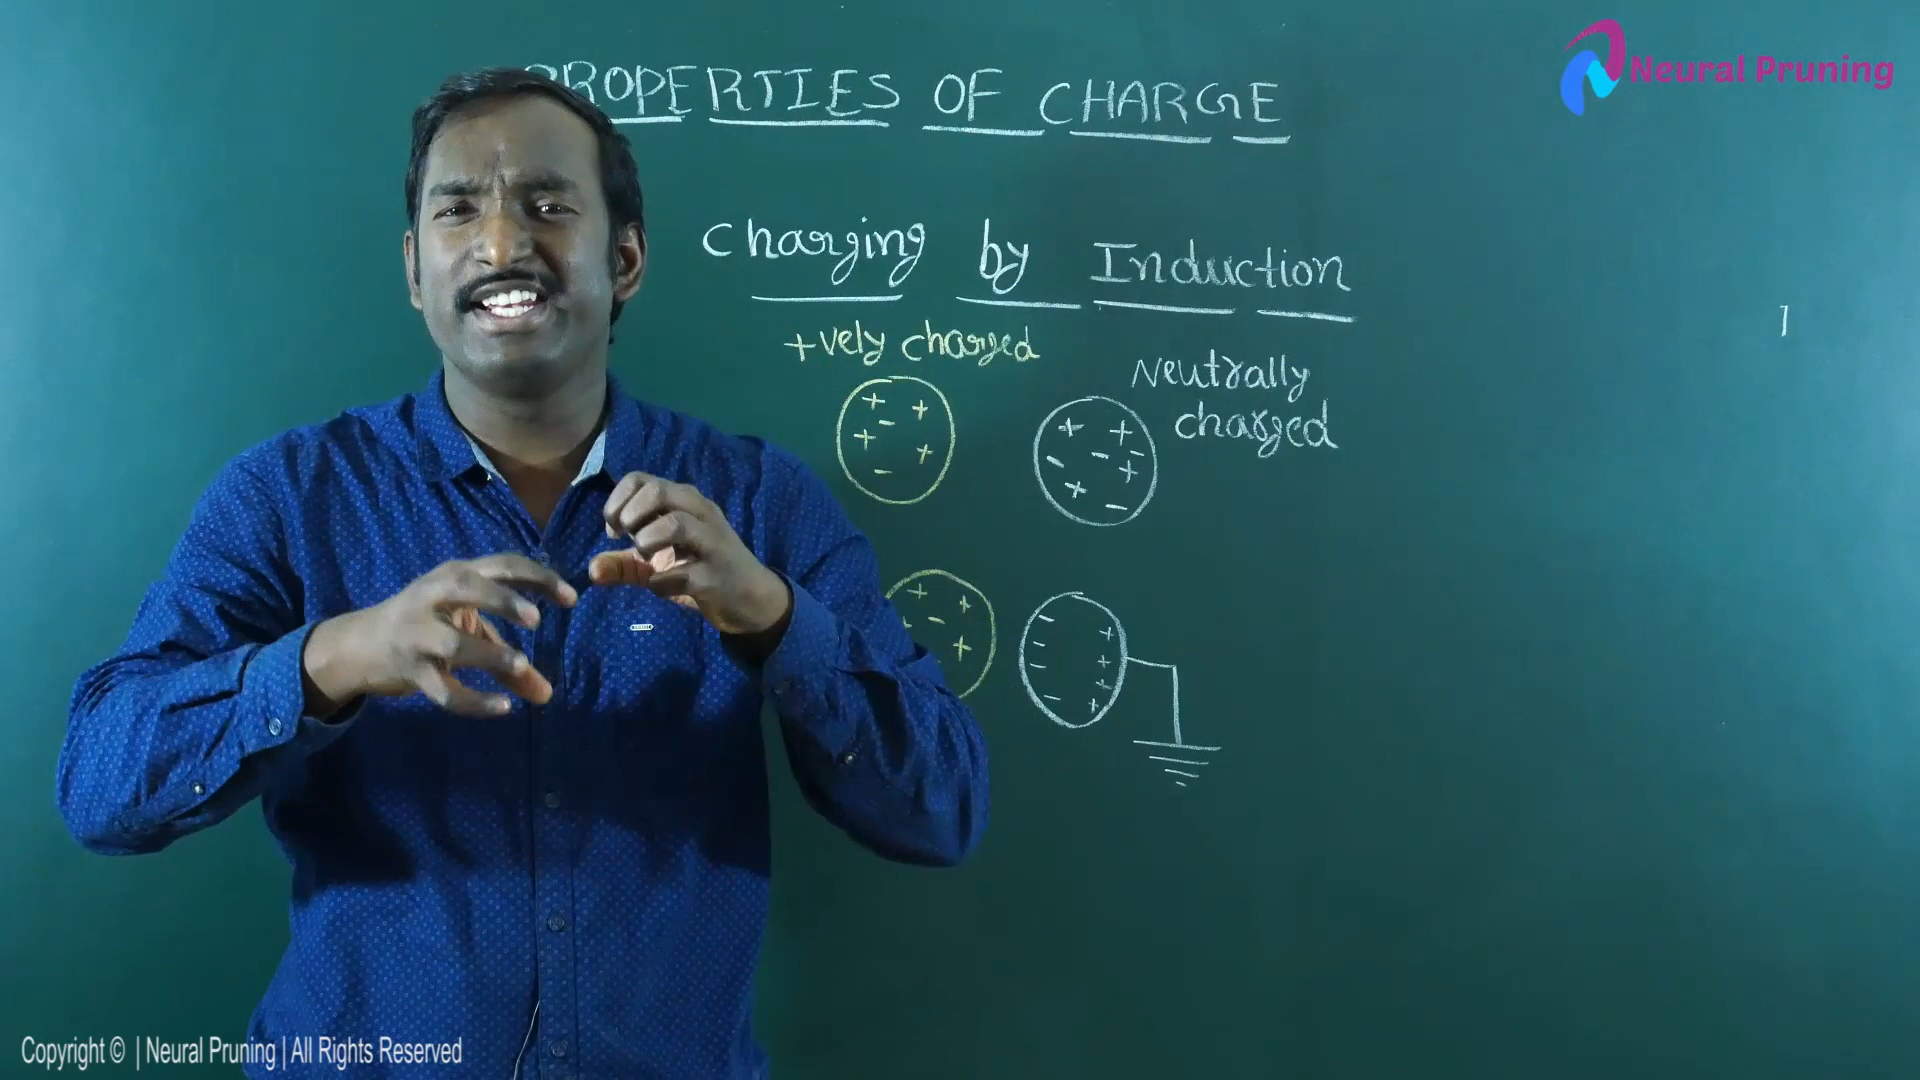 Neural Pruning
PROPERTIES OF CHARGE
charging by Induction
+vely charged
Neutrally
charged
Copyright © | Neural Pruning | All Rights Reserved